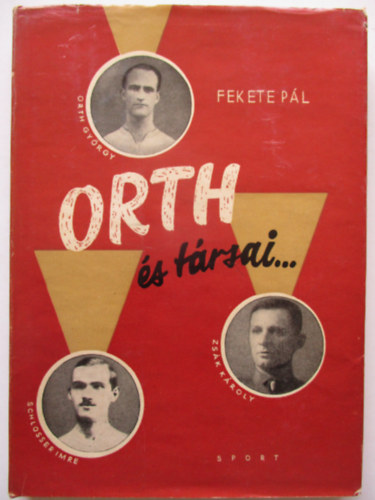 FEKETE PÁL
ORTH GYÖRGY
ORTH
és társai...
ZSÁK KÁROLY
SCHLOSSER IMRE
SPORT